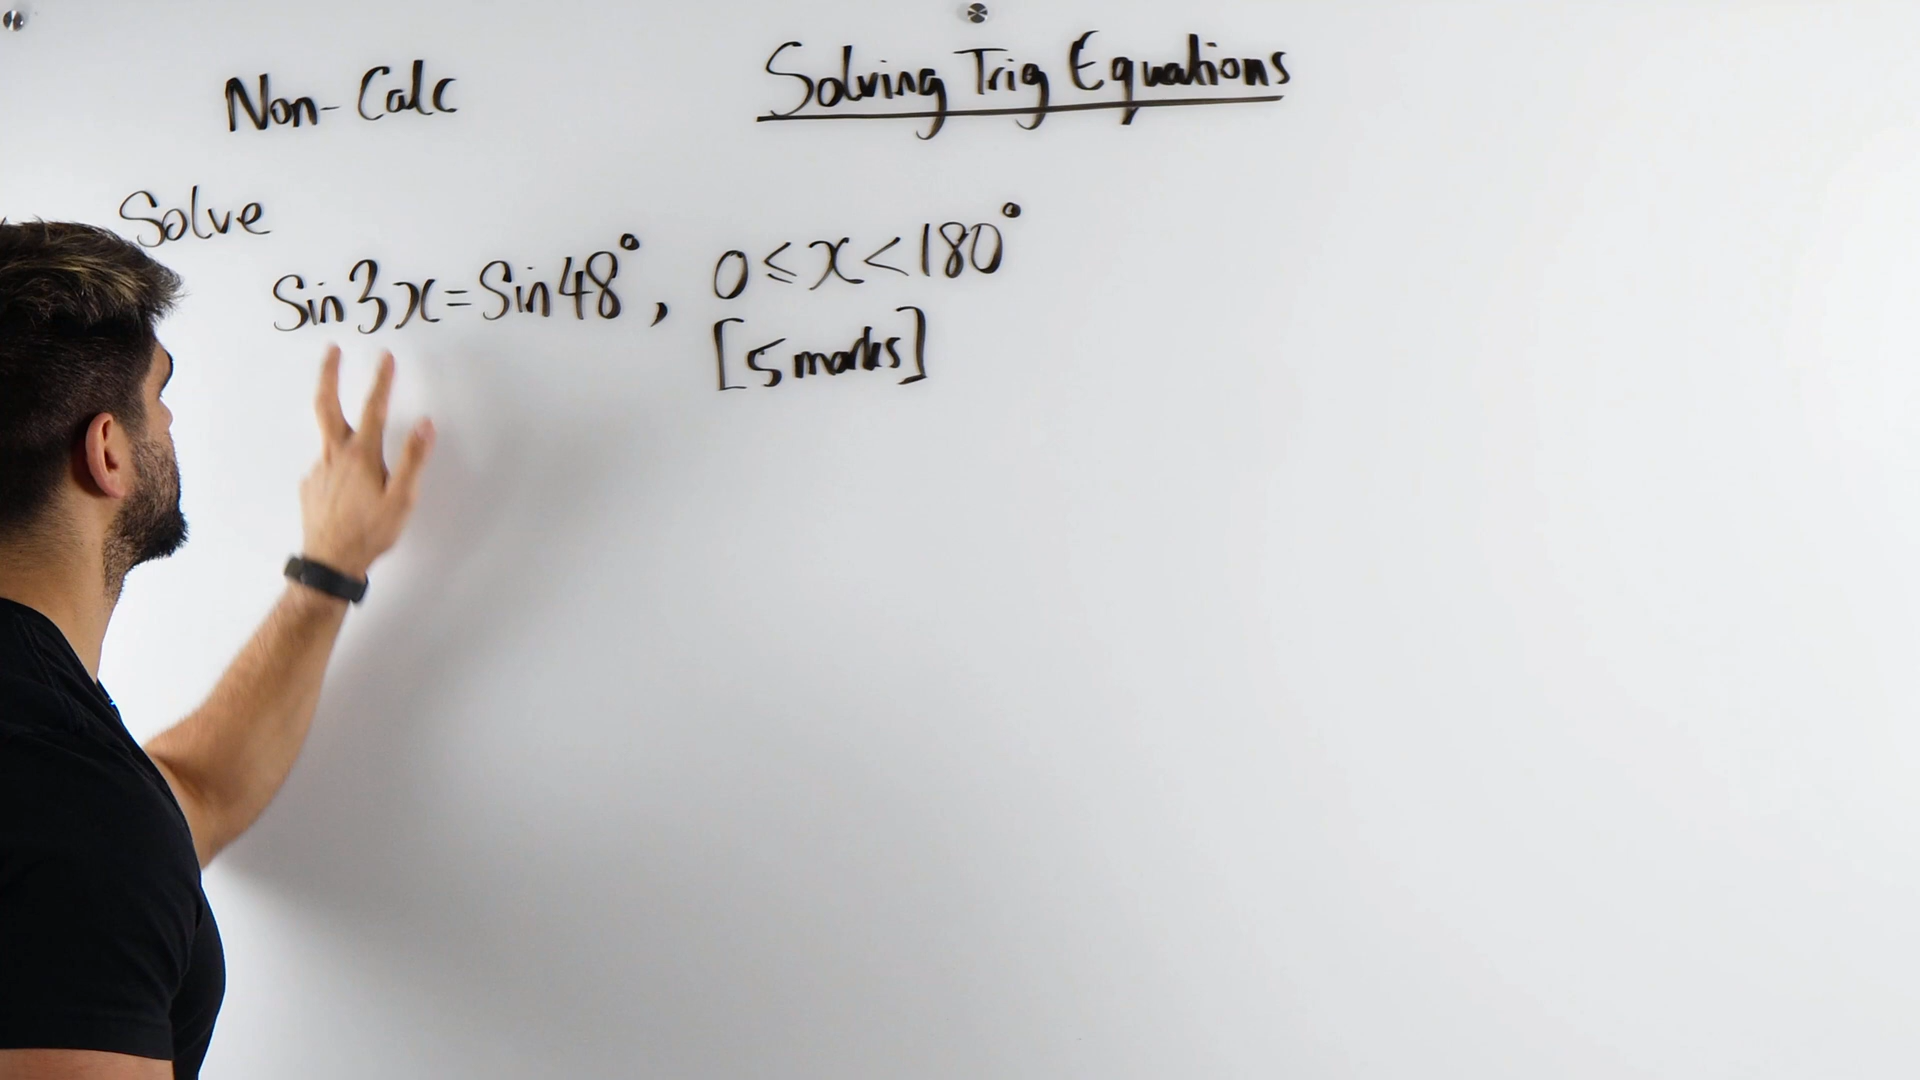 Non-Calc
Solving Trig Equations
Solve
Sin3x=Sin48°, 0≤x<180°
[5 marks]